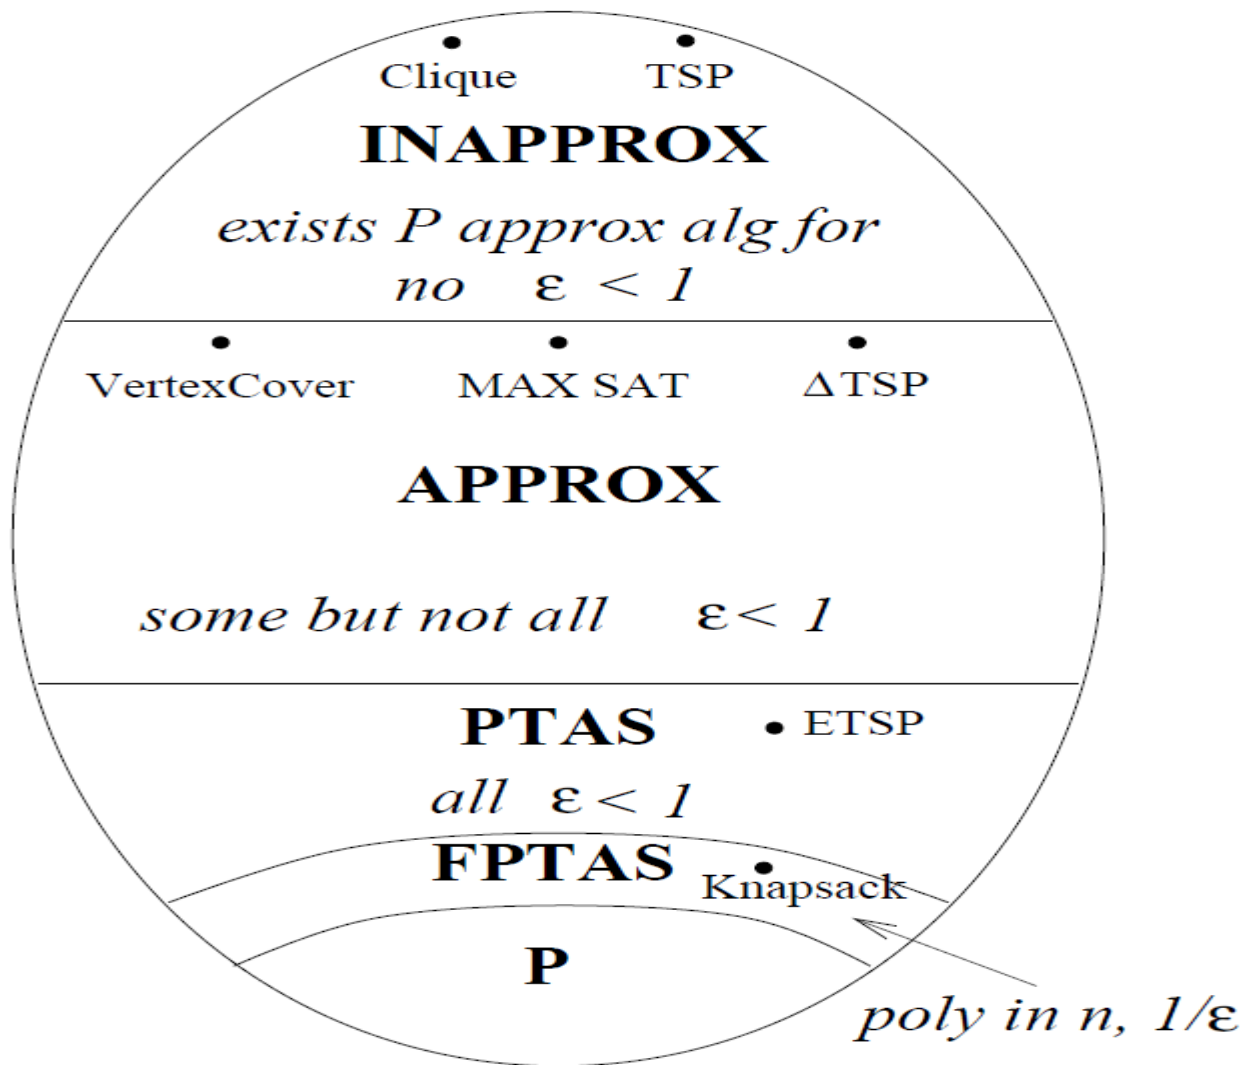 Clique TSP
INAPPROX
exists P approx alg for
no ε < 1
VertexCover MAX SAT Δ TSP
APPROX
some but not all ε < 1
PTAS ETSP
all ε < 1
FPTAS
Knapsack
P
poly in n, 1/ε